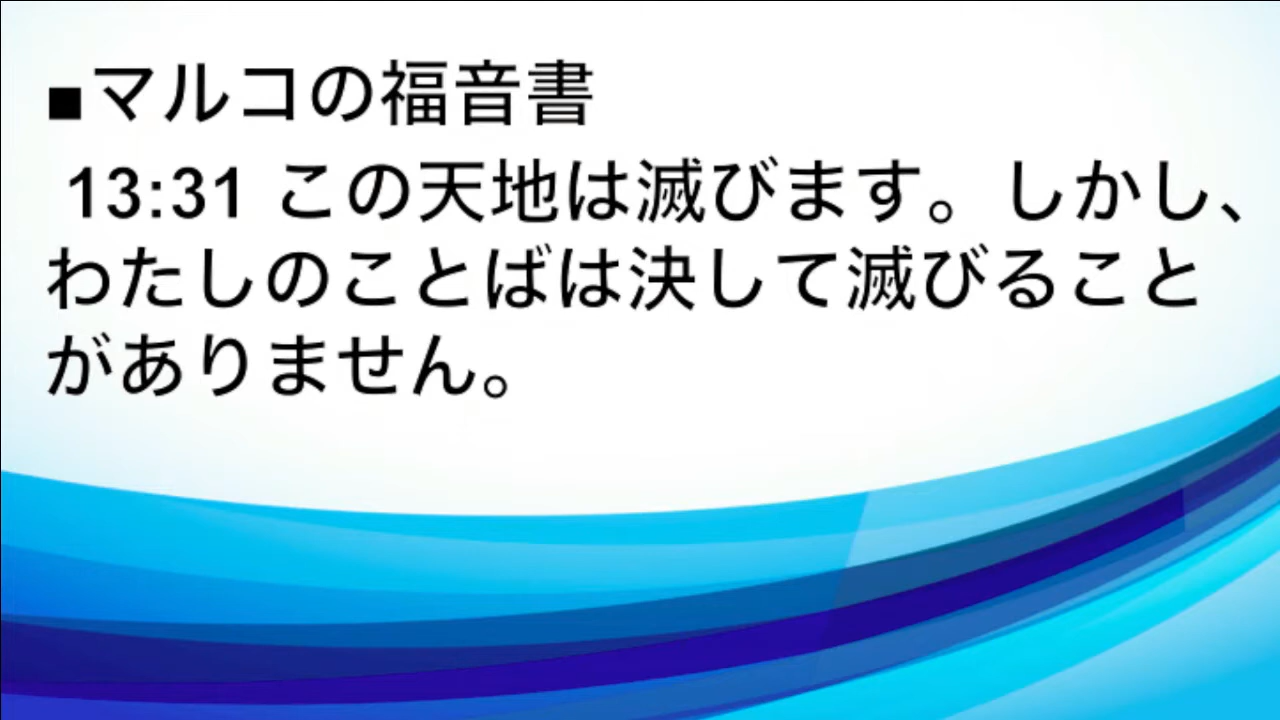 ■マルコの福音書
13:31 この天地は滅びます。しかし、
わたしのことばは決して滅びること
がありません。